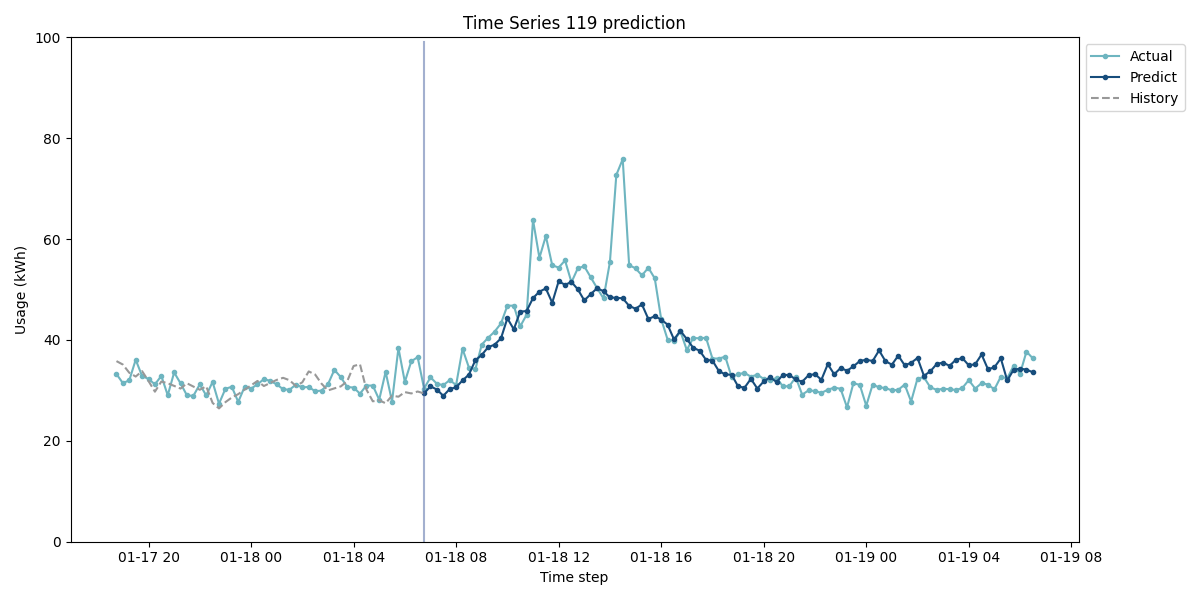 Time Series 119 prediction
100
80
60
40
20
0
Usage (kWh)
01-17 20
01-18 00
01-18 04
01-18 08
01-18 12
01-18 16
01-18 20
01-19 00
01-19 04
01-19 08
Time step
Actual
Predict
History